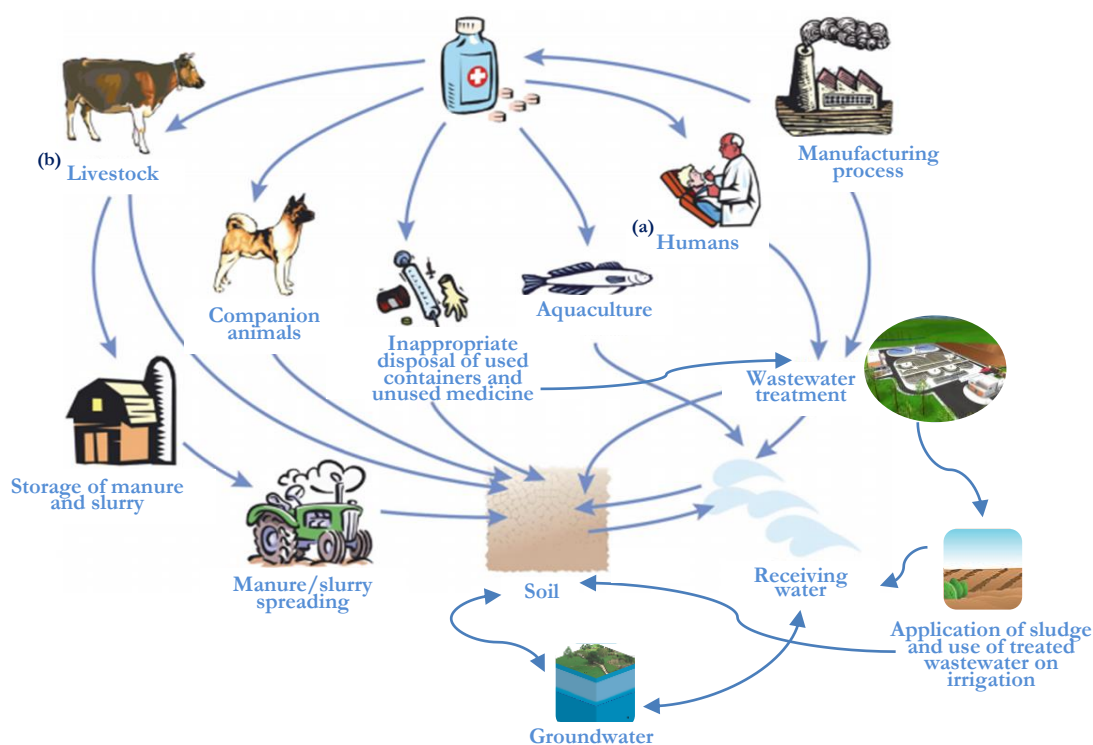 Manufacturing
process
(b)
Livestock
(a)
Humans
Companion
animals
Inappropriate
disposal of used
containers and
unused medicine
Aquaculture
Wastewater
treatment
Storage of manure
and slurry
Manure/slurry
spreading
Soil
Receiving
water
Application of sludge
and use of treated
wastewater on
irrigation
Groundwater